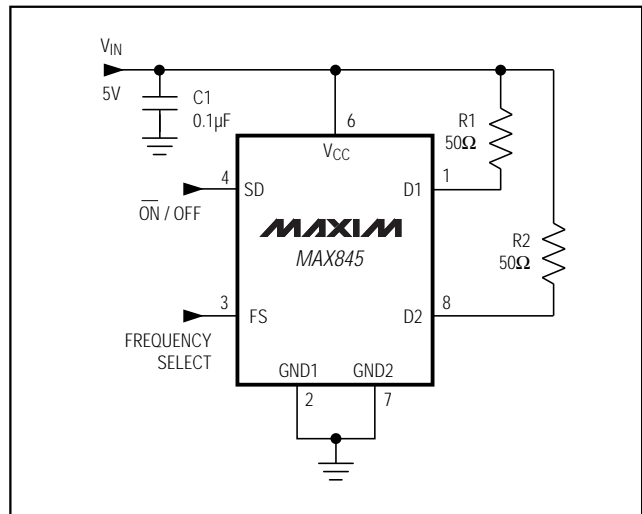 VIN
5V
C1
0.1µF
6
VCC
R1
50Ω
4
SD
1
D1
ON / OFF
MAXIM
MAX845
R2
50Ω
3
FS
8
D2
FREQUENCY
SELECT
GND1
GND2
2
7